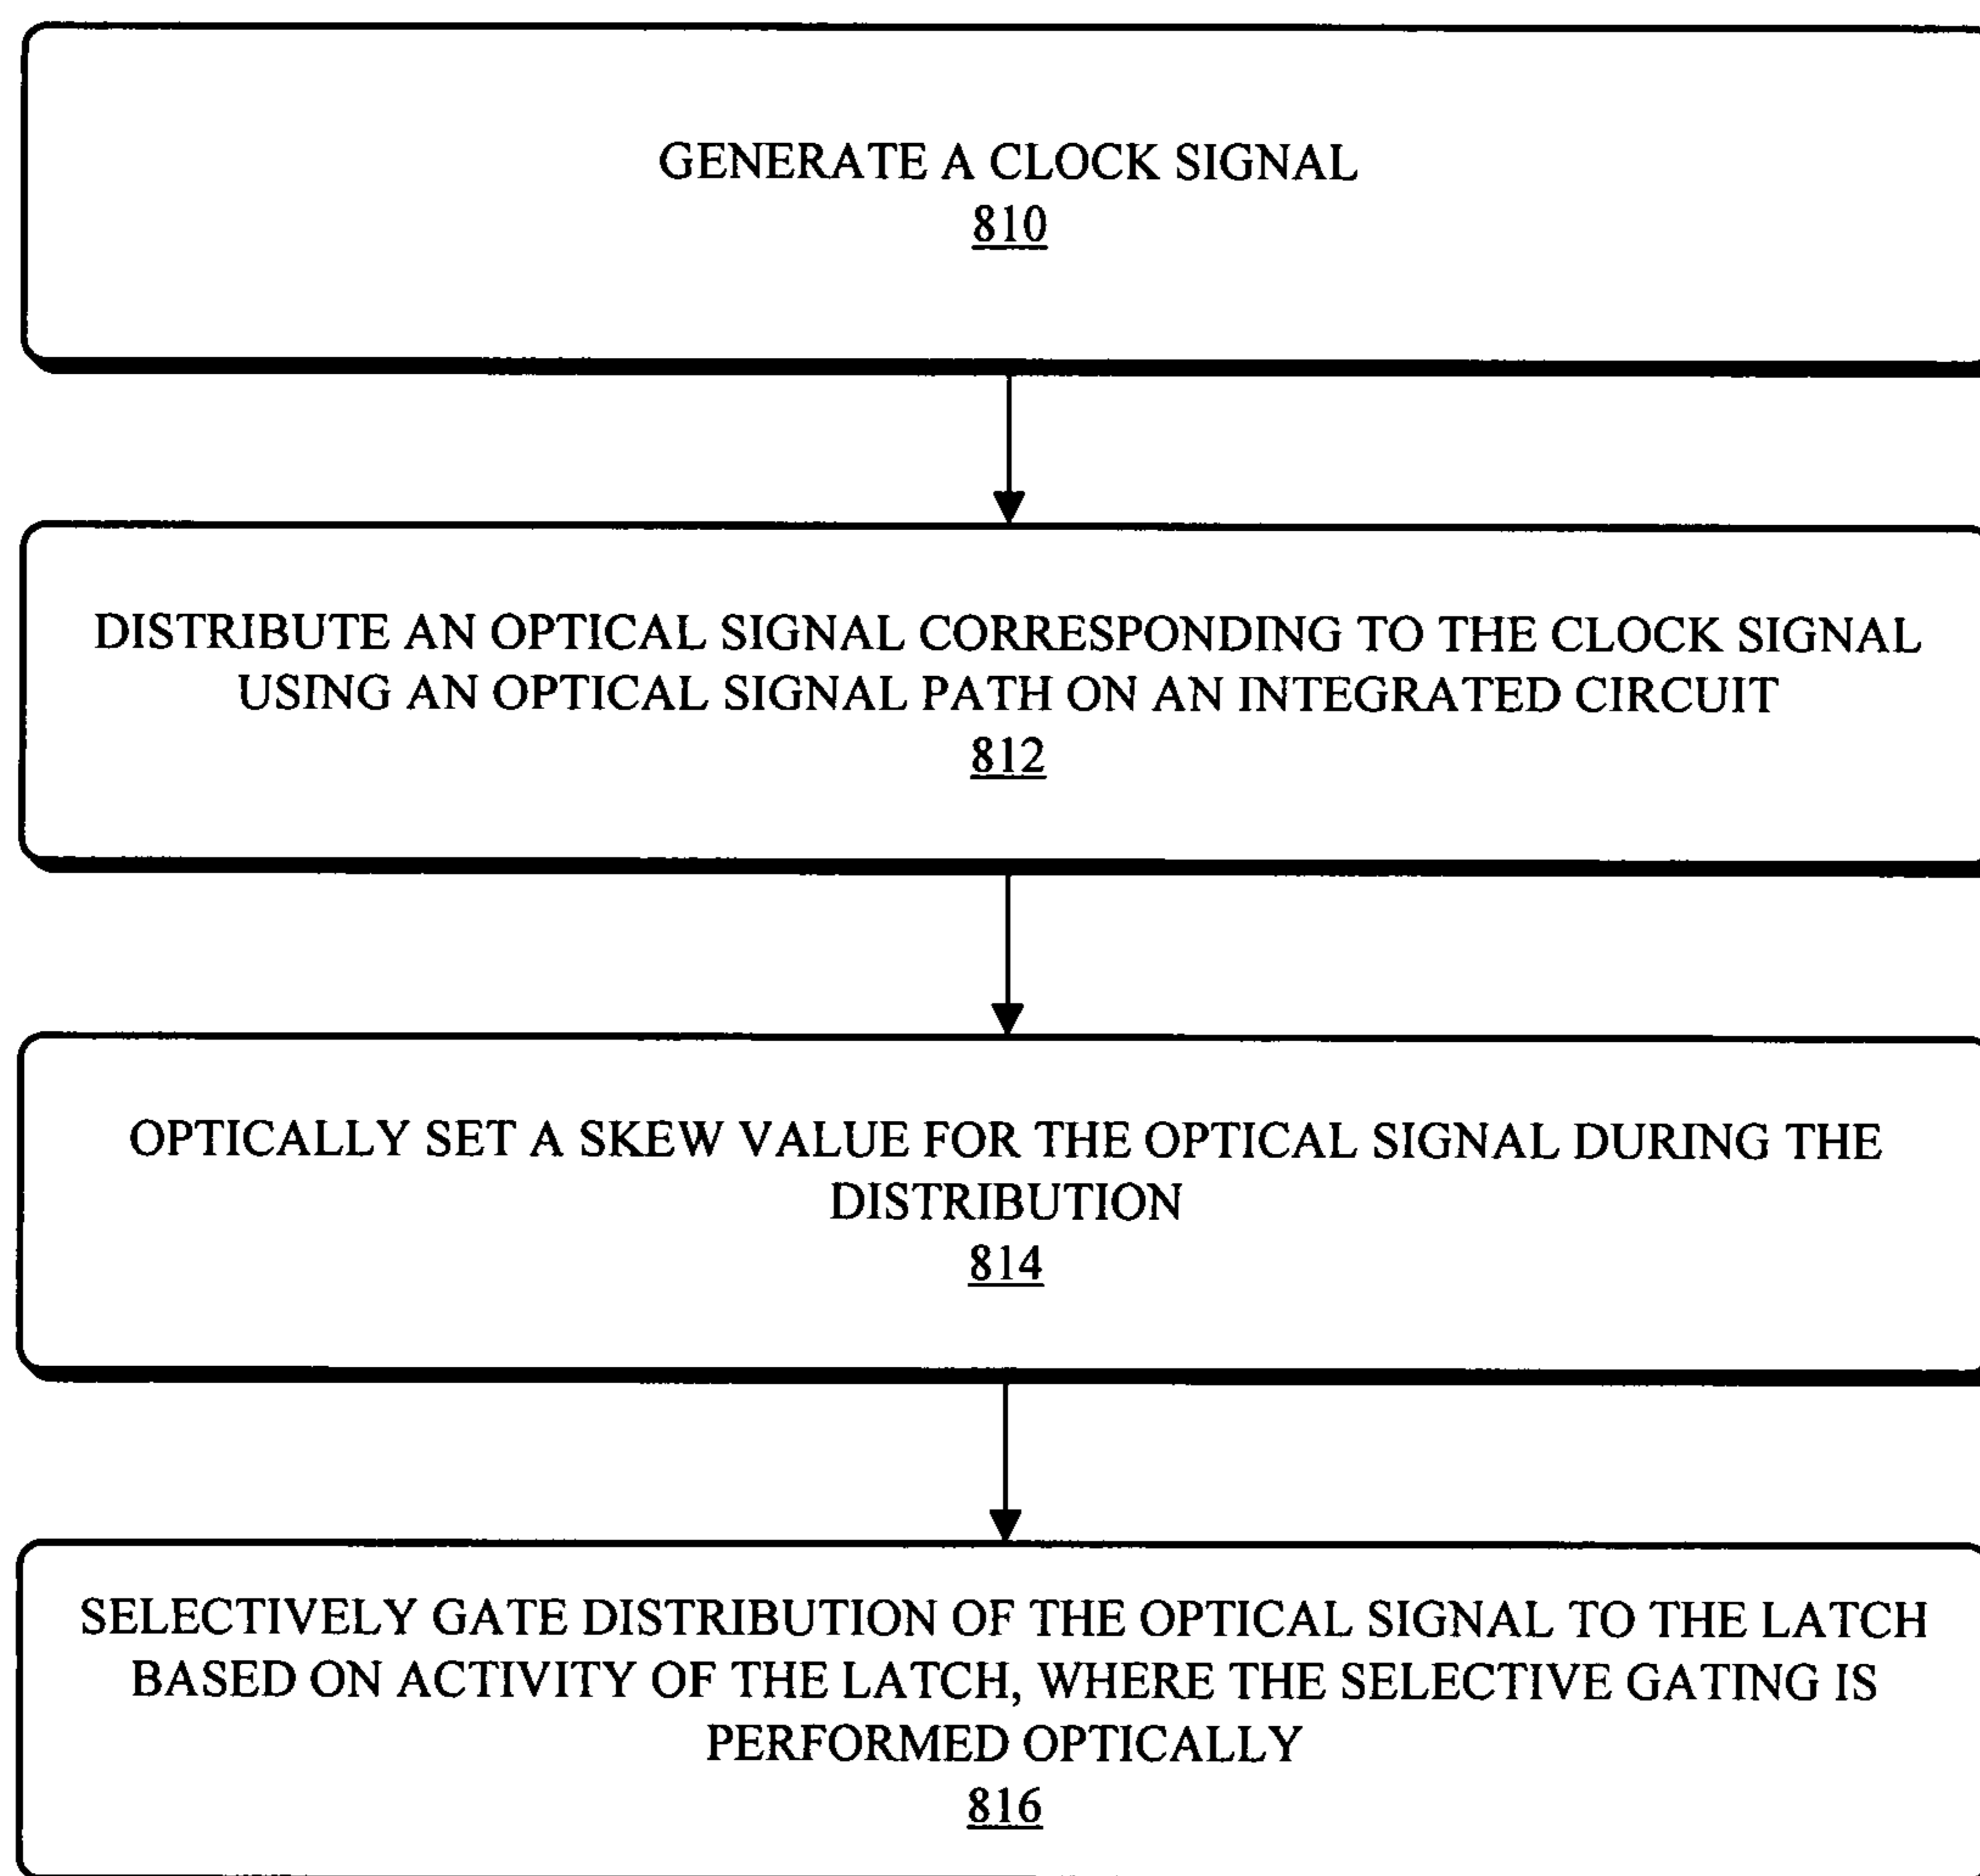 GENERATE A CLOCK SIGNAL
810
DISTRIBUTE AN OPTICAL SIGNAL CORRESPONDING TO THE CLOCK SIGNAL
USING AN OPTICAL SIGNAL PATH ON AN INTEGRATED CIRCUIT
812
OPTICALLY SET A SKEW VALUE FOR THE OPTICAL SIGNAL DURING THE
DISTRIBUTION
814
SELECTIVELY GATE DISTRIBUTION OF THE OPTICAL SIGNAL TO THE LATCH
BASED ON ACTIVITY OF THE LATCH, WHERE THE SELECTIVE GATING IS
PERFORMED OPTICALLY
816